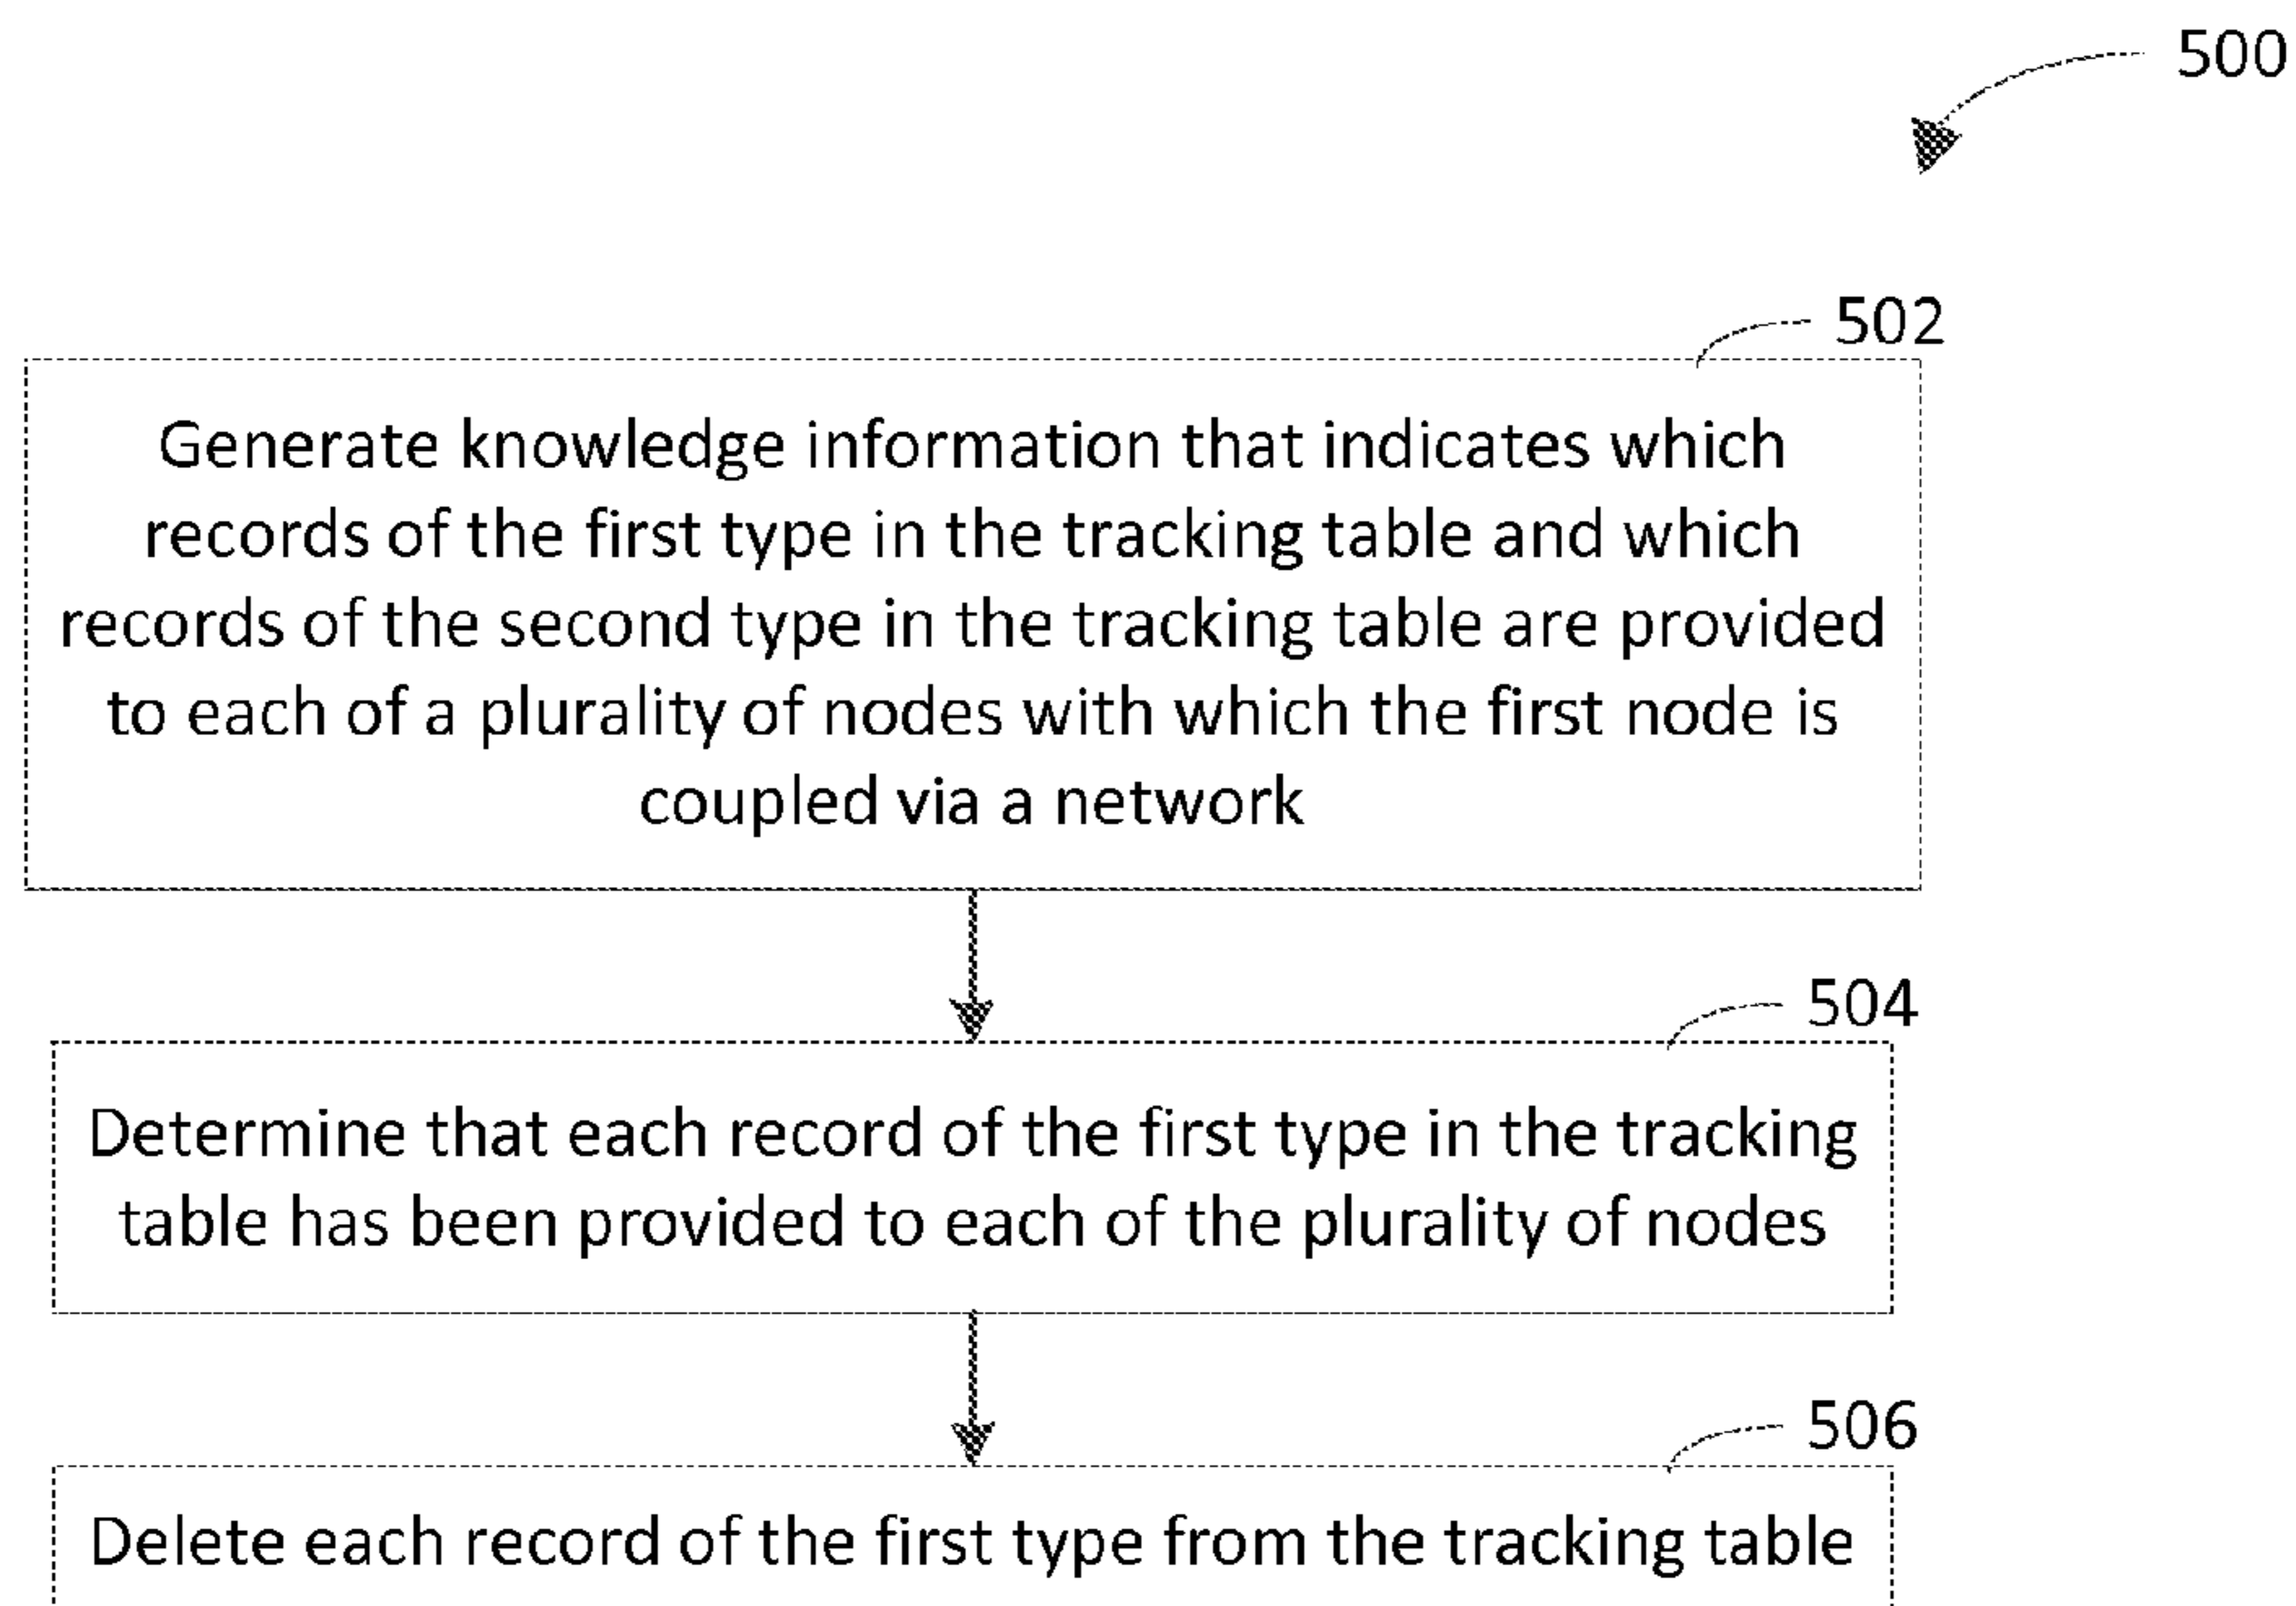 500
502
Generate knowledge information that indicates which
records of the first type in the tracking table and which
records of the second type in the tracking table are provided
to each of a plurality of nodes with which the first node is
coupled via a network
504
Determine that each record of the first type in the tracking
table has been provided to each of the plurality of nodes
506
Delete each record of the first type from the tracking table